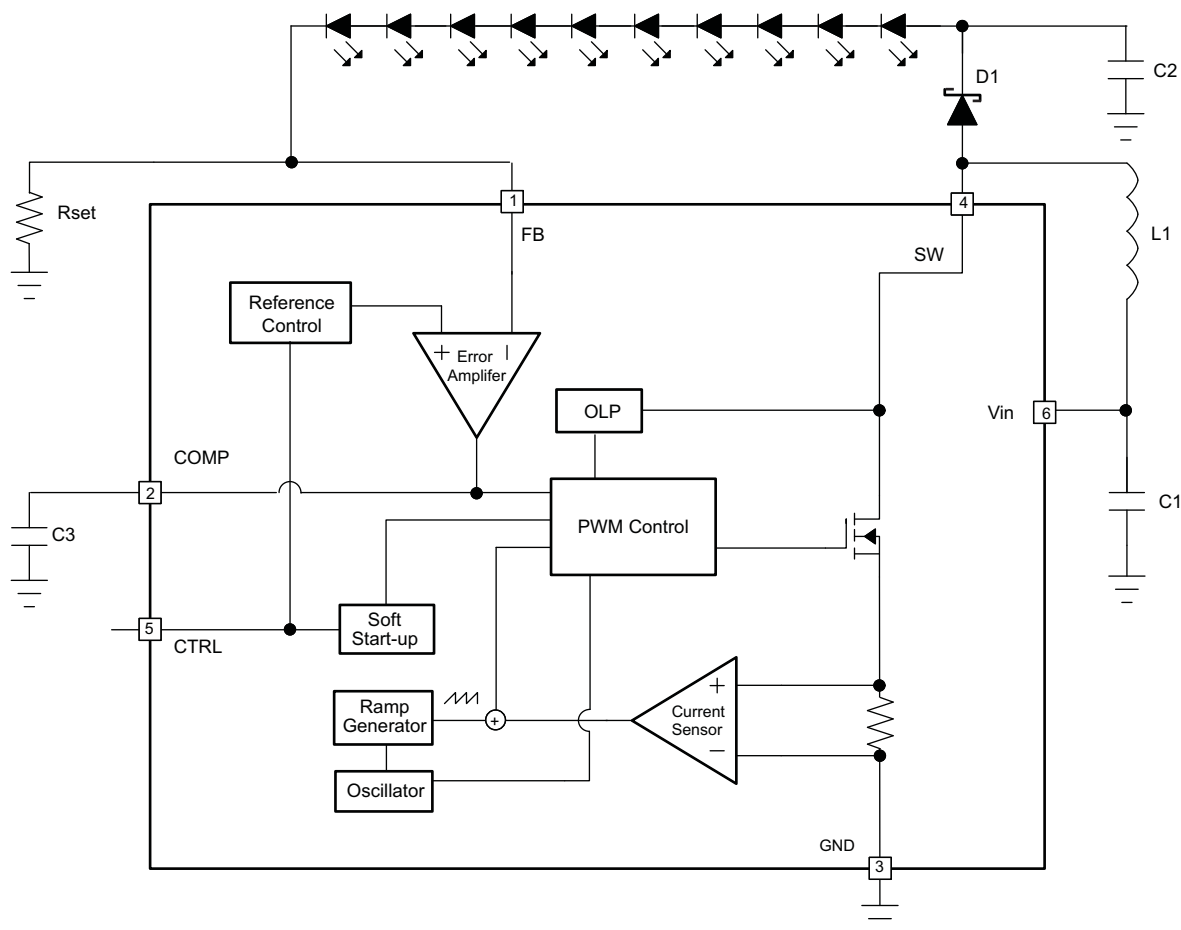 D1
C2
Rset
1
FB
4
SW
L1
Reference
Control
+
Error
Amplifer
OLP
Vin
6
COMP
2
PWM Control
C3
C1
5
CTRL
Soft
Start-up
Ramp
Generator
+
+
Current
Sensor
−
Oscillator
GND
3